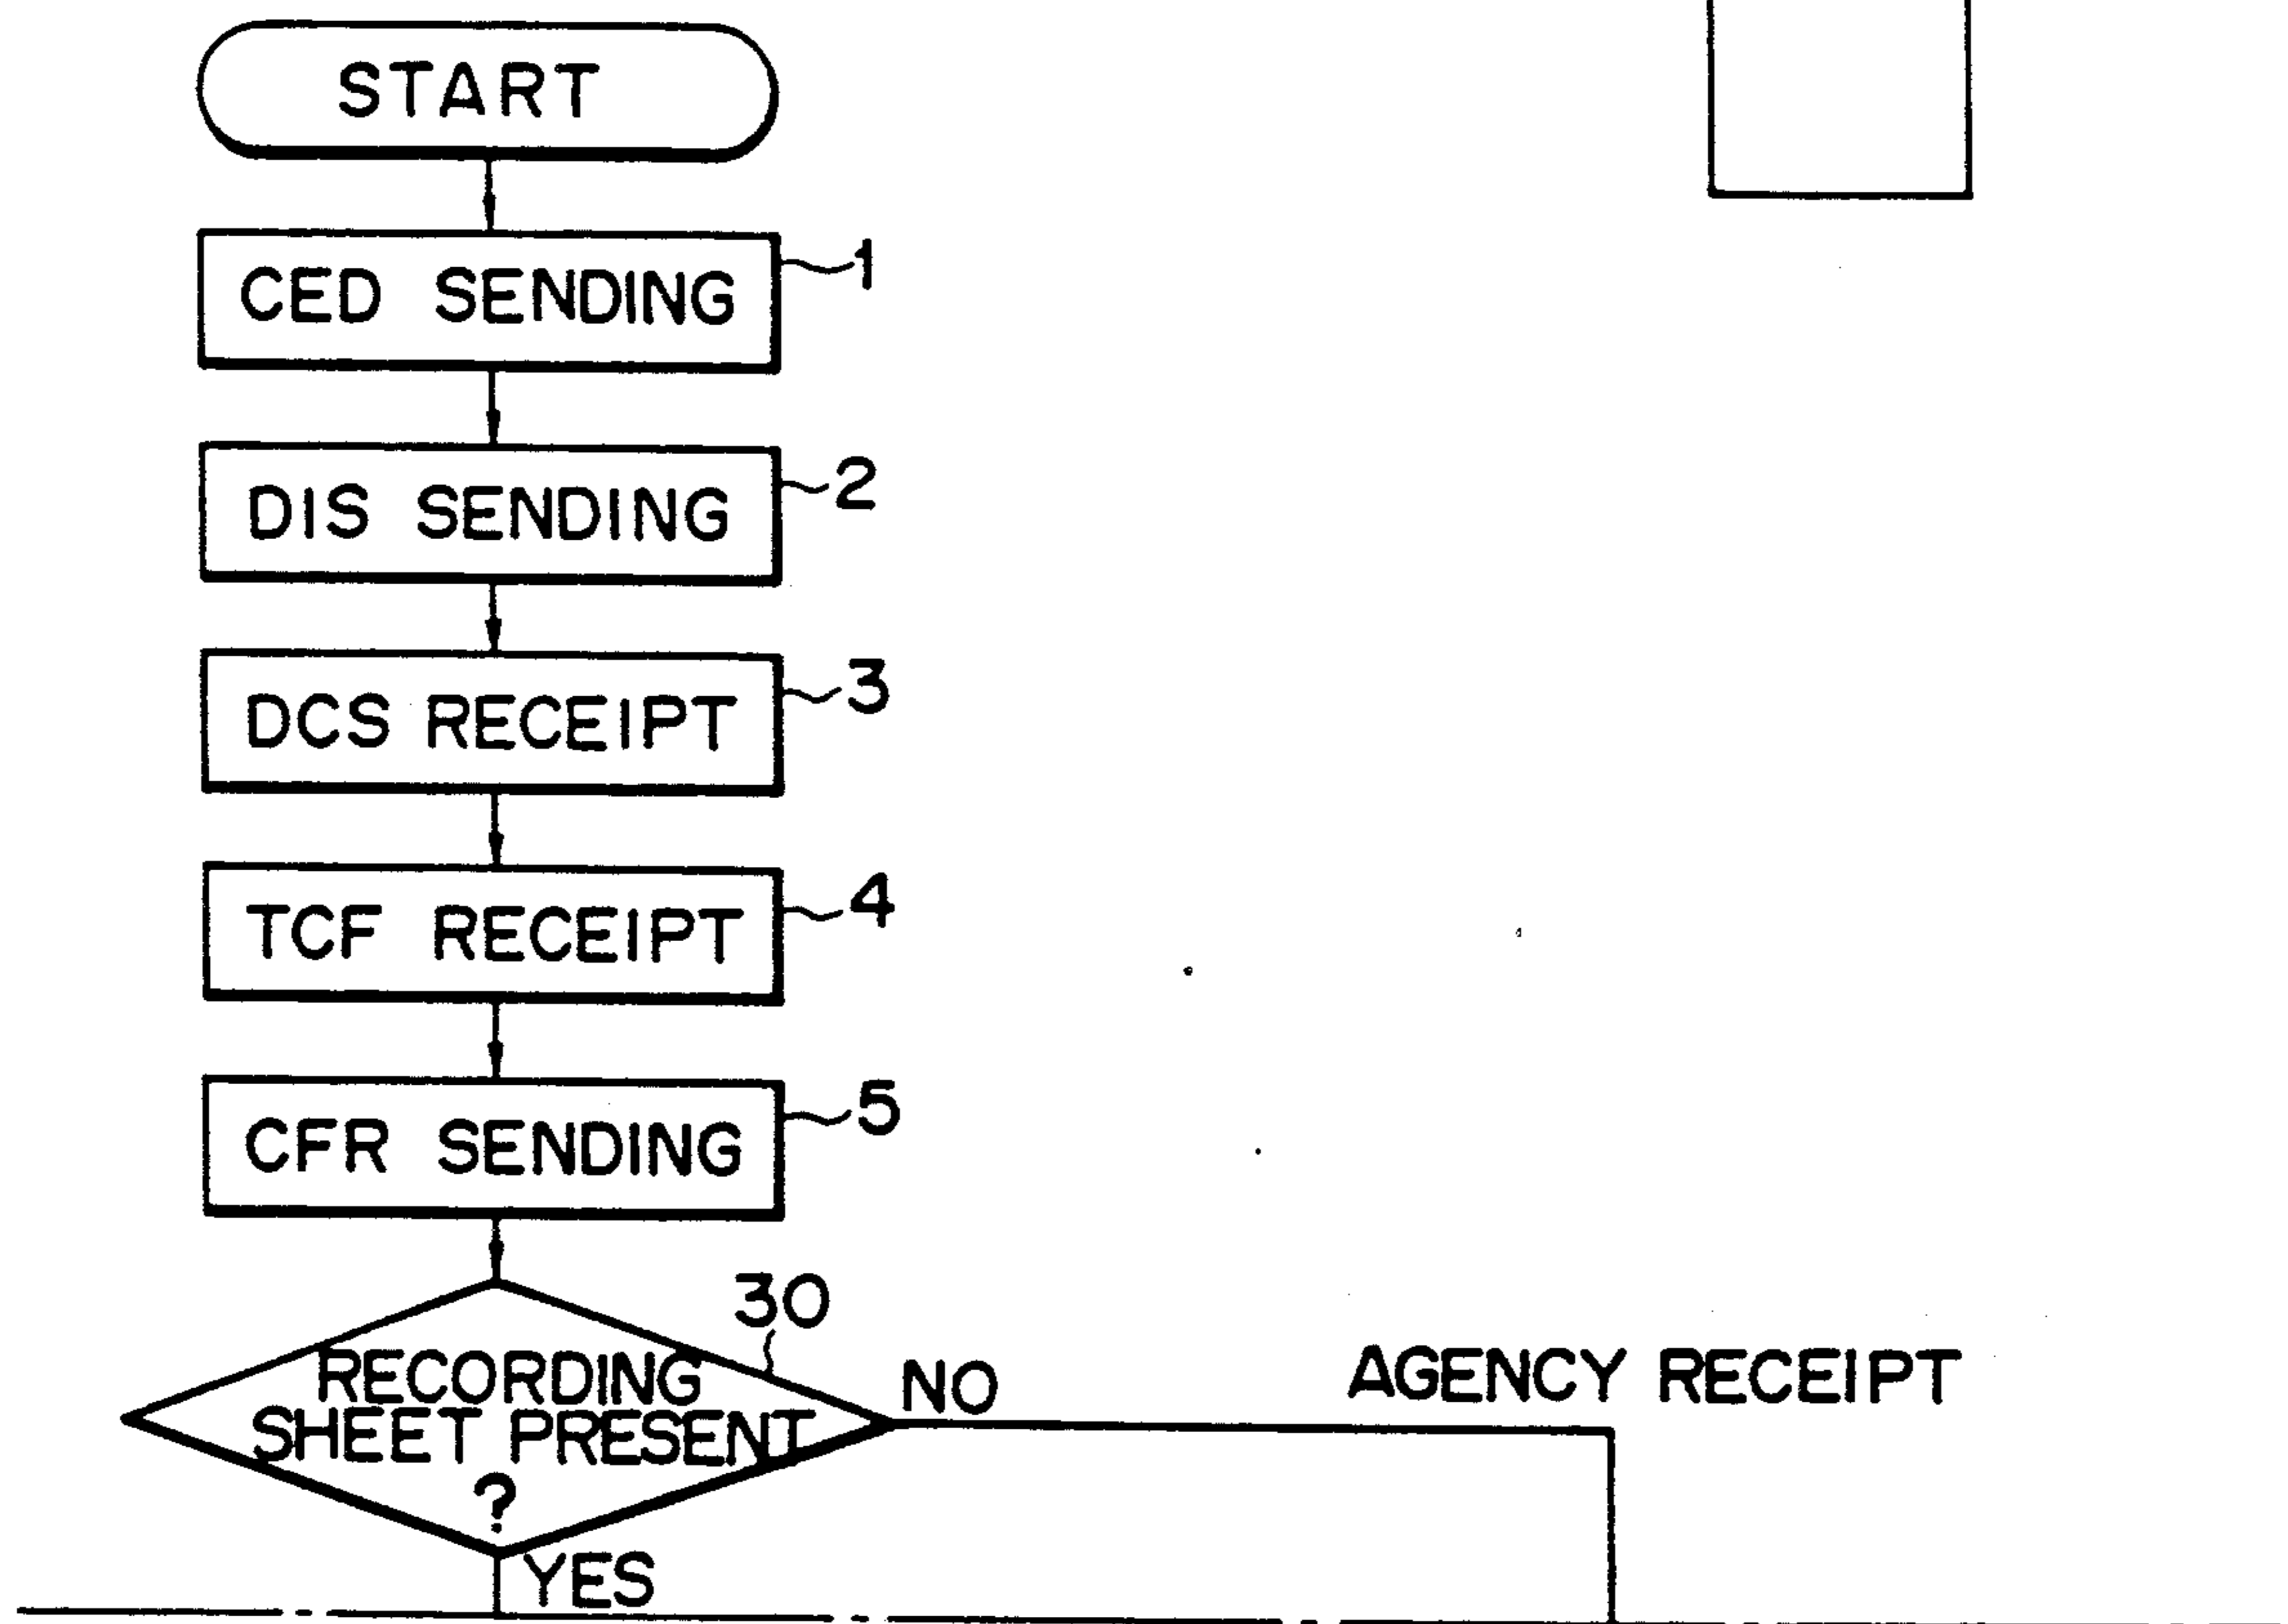 START
CED SENDING
1
DIS SENDING
2
DCS RECEIPT
3
TCF RECEIPT
4
CFR SENDING
5
30
RECORDING
SHEET PRESENT
?
NO
AGENCY RECEIPT
YES